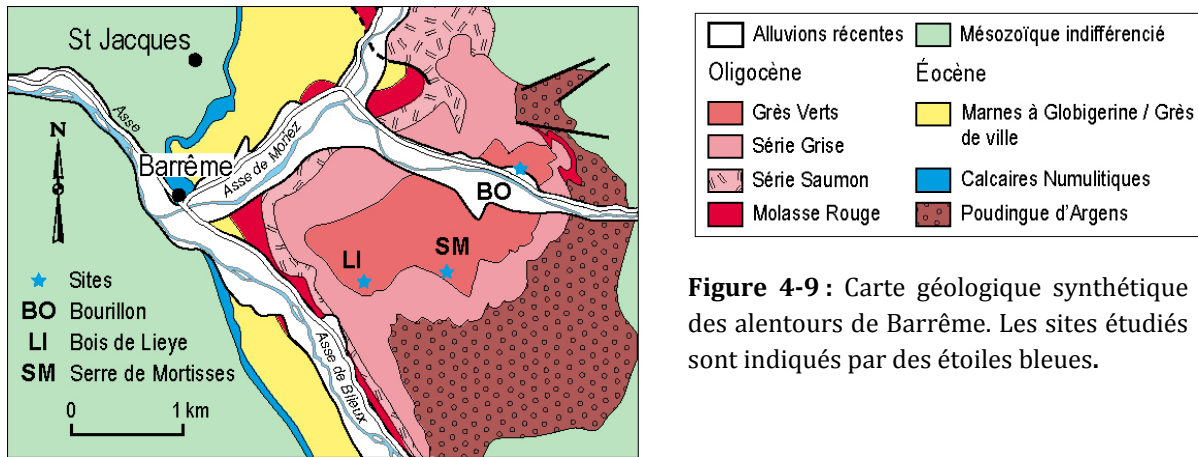 St Jacques
Asse
N
Barrême
Asse de Moriez
BO
LI
SM
Sites
BO Bourillon
LI Bois de Lieye
SM Serre de Mortisses
0 1 km
Asse de Blieux
Alluvions récentes
Mésozoïque indifférencié
Oligocène
Éocène
Grès Verts
Marnes à Globigerine / Grès
de ville
Série Grise
Série Saumon
Calcaires Numulitiques
Molasse Rouge
Poudingue d'Argens
Figure 4-9 : Carte géologique synthétique
des alentours de Barrême. Les sites étudiés
sont indiqués par des étoiles bleues.